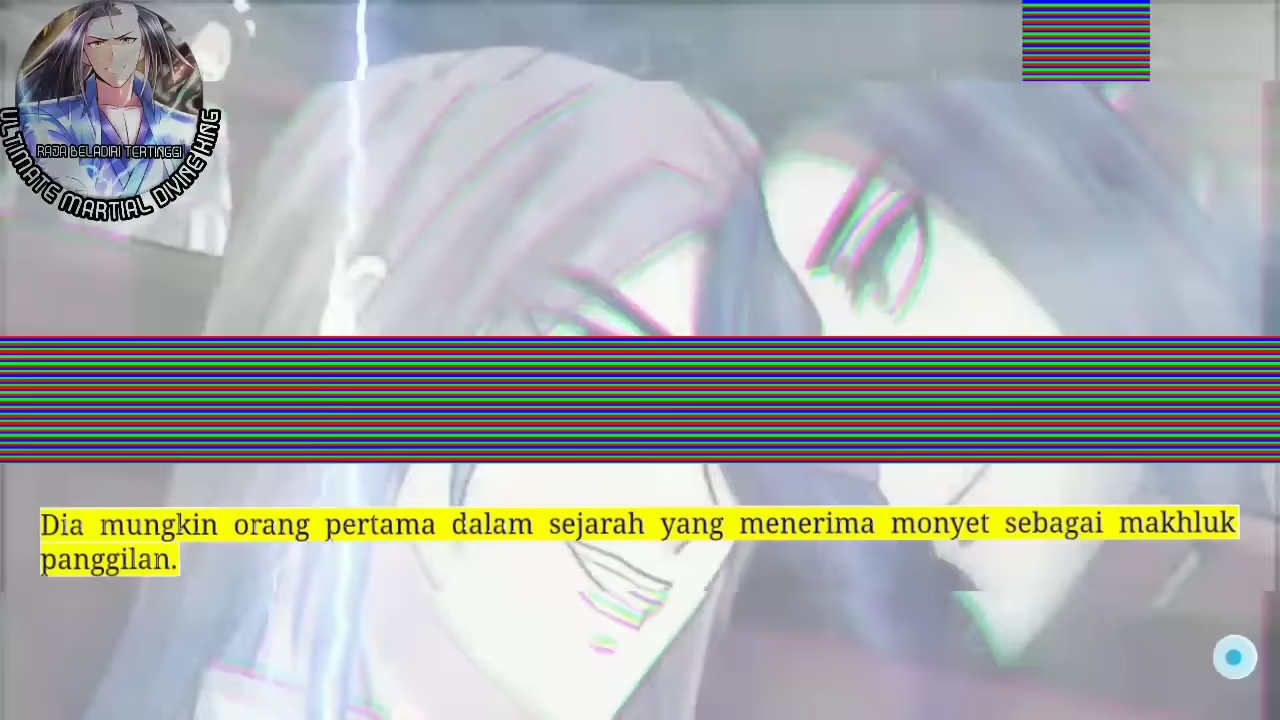 RAJA BELADIRI TERTINGGI
ULTIMATE MARTIAL DIVINE KING
Dia mungkin orang pertama dalam sejarah yang menerima monyet sebagai makhluk
panggilan.